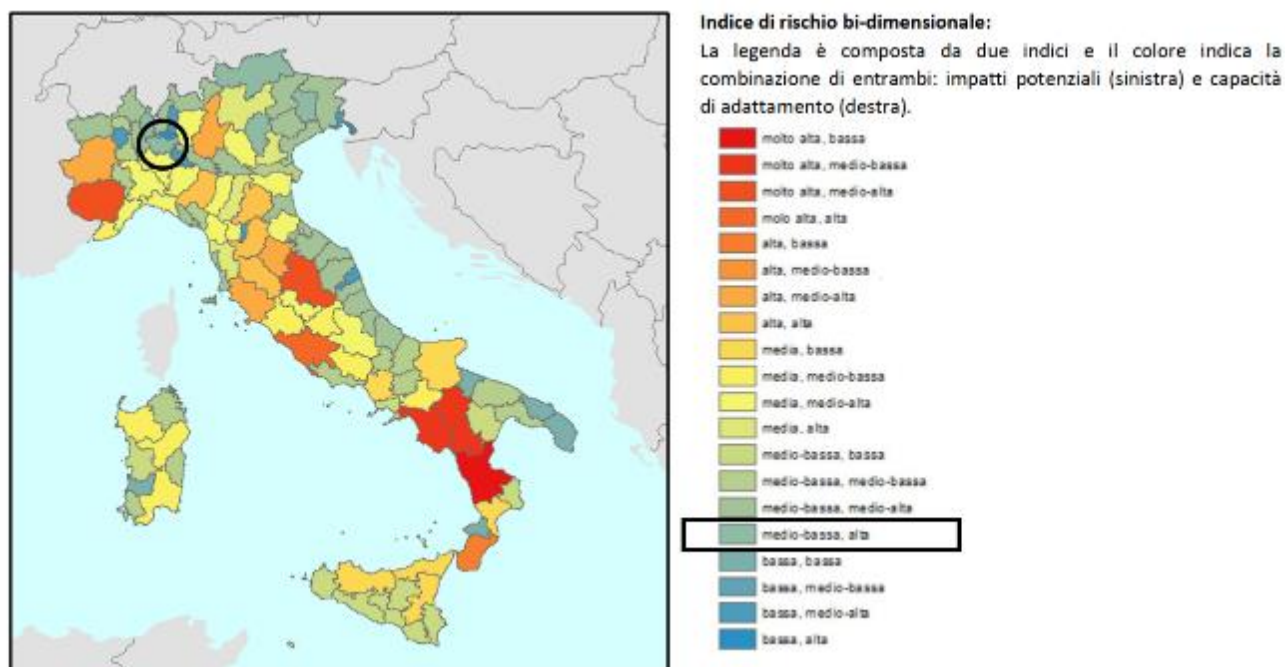 Indice di rischio bi-dimensionale:
La legenda è composta da due indici e il colore indica la
combinazione di entrambi: impatti potenziali (sinistra) e capacità
di adattamento (destra).
molto alta, bassa
molto alta, medio-bassa
molto alta, medio-alta
molo alta, alta
alta, bassa
alta, medio-bassa
alta, medio-alta
alta, alta
media, bassa
media, medio-bassa
media, medio-alta
media, alta
medio-bassa, bassa
medio-bassa, medio-bassa
medio-bassa, medio-alta
medio-bassa, alta
bassa, bassa
bassa, medio-bassa
bassa, medio-alta
bassa, alta